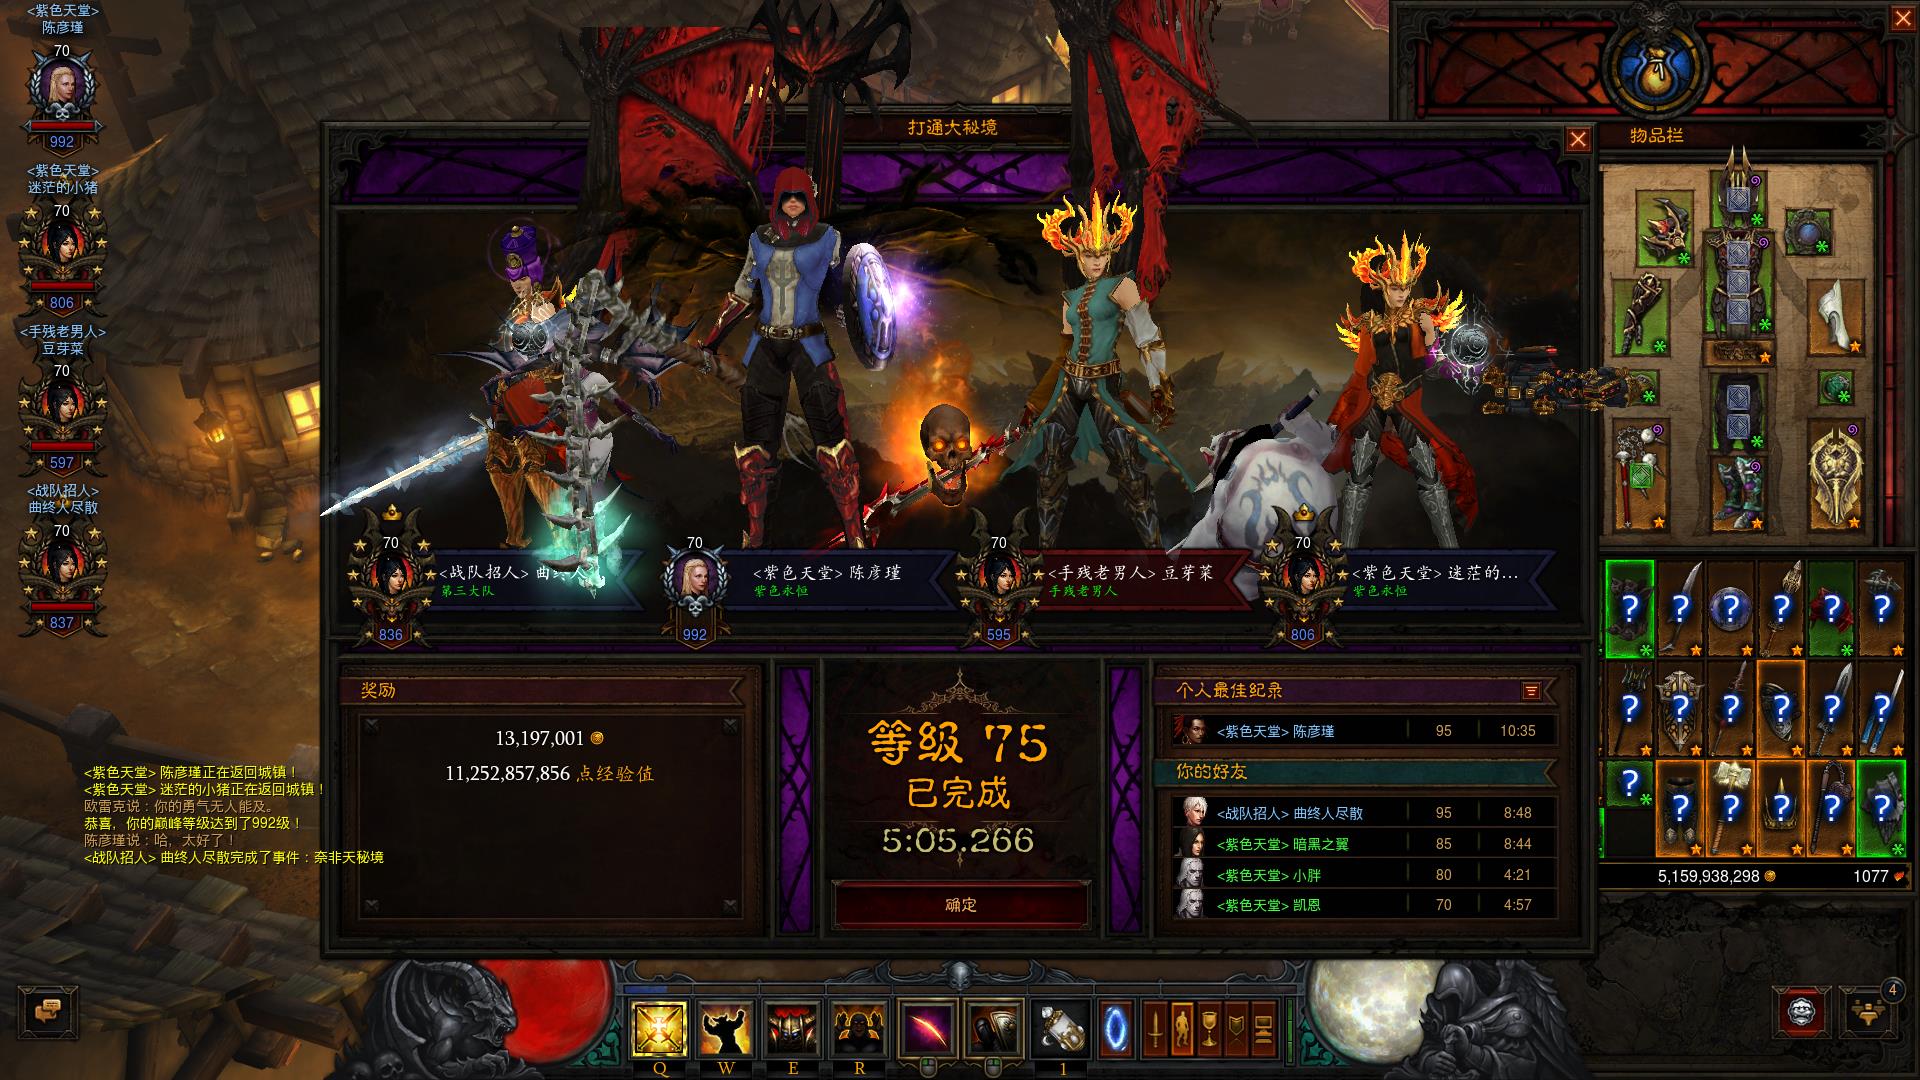 <紫色天堂>
陈彦瑾
70
992
<紫色天堂>
迷茫的小猪
70
806
<手残老男人>
豆芽菜
70
597
<战队招人>
曲终人尽散
70
837
打通大秘境
物品栏
70
<战队招人> 曲终人
第三大队
836
70
<紫色天堂> 陈彦瑾
紫色永恒
992
70
<手残老男人> 豆芽菜
手残老男人
595
70
<紫色天堂> 迷茫的...
紫色永恒
806
奖励
13,197,001
11,252,857,856 点经验值
等级 75
已完成
5:05.266
确定
个人最佳纪录
<紫色天堂> 陈彦瑾 95 10:35
你的好友
<战队招人> 曲终人尽散 95 8:48
<紫色天堂> 暗黑之翼 85 8:44
<紫色天堂> 小胖 80 4:21
<紫色天堂> 凯恩 70 4:57
? ? ? ? ? ?
? ? ? ? ? ?
? ? ? ? ? ?
5,159,938,298 1077
<紫色天堂> 陈彦瑾正在返回城镇！
<紫色天堂> 迷茫的小猪正在返回城镇！
欧雷克说：你的勇气无人能及。
恭喜，你的巅峰等级达到了992级！
陈彦瑾说：哈，太好了！
<战队招人> 曲终人尽散完成了事件：奈非天秘境
Q W E R 1
4